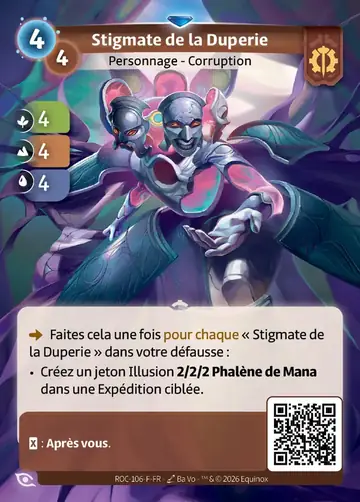 4
4
Stigmate de la Duperie
Personnage - Corruption
4
4
4
Faites cela une fois pour chaque « Stigmate de
la Duperie » dans votre défausse :
• Créez un jeton Illusion 2/2/2 Phalène de Mana
dans une Expédition ciblée.
X : Après vous.
ROC-106-F-FR - Ba Vo - ™ & © 2026 Equinox